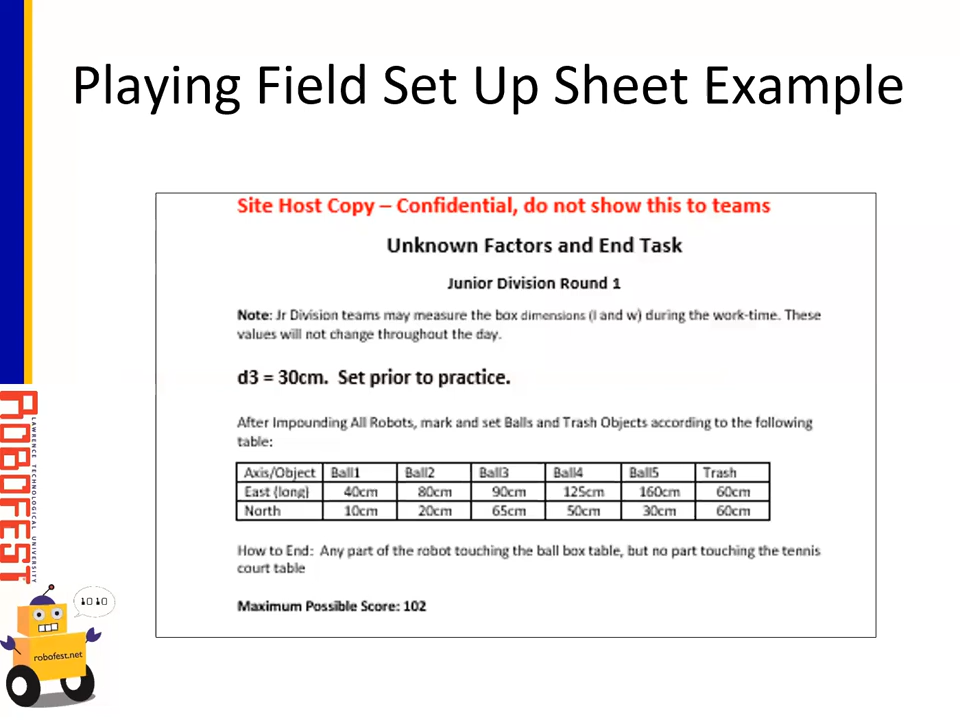 Playing Field Set Up Sheet Example
Site Host Copy – Confidential, do not show this to teams
Unknown Factors and End Task
Junior Division Round 1
Note: Jr Division teams may measure the box dimensions (l and w) during the work-time. These
values will not change throughout the day.
d3 = 30cm. Set prior to practice.
After Impounding All Robots, mark and set Balls and Trash Objects according to the following
table:
Axis/Object Ball1 Ball2 Ball3 Ball4 Ball5 Trash
East (long) 40cm 80cm 90cm 125cm 160cm 60cm
North 10cm 20cm 65cm 50cm 30cm 60cm
How to End: Any part of the robot touching the ball box table, but no part touching the tennis
court table
Maximum Possible Score: 102
ROBOFEST
LAWRENCE TECHNOLOGICAL UNIVERSITY
1010
robofest.net